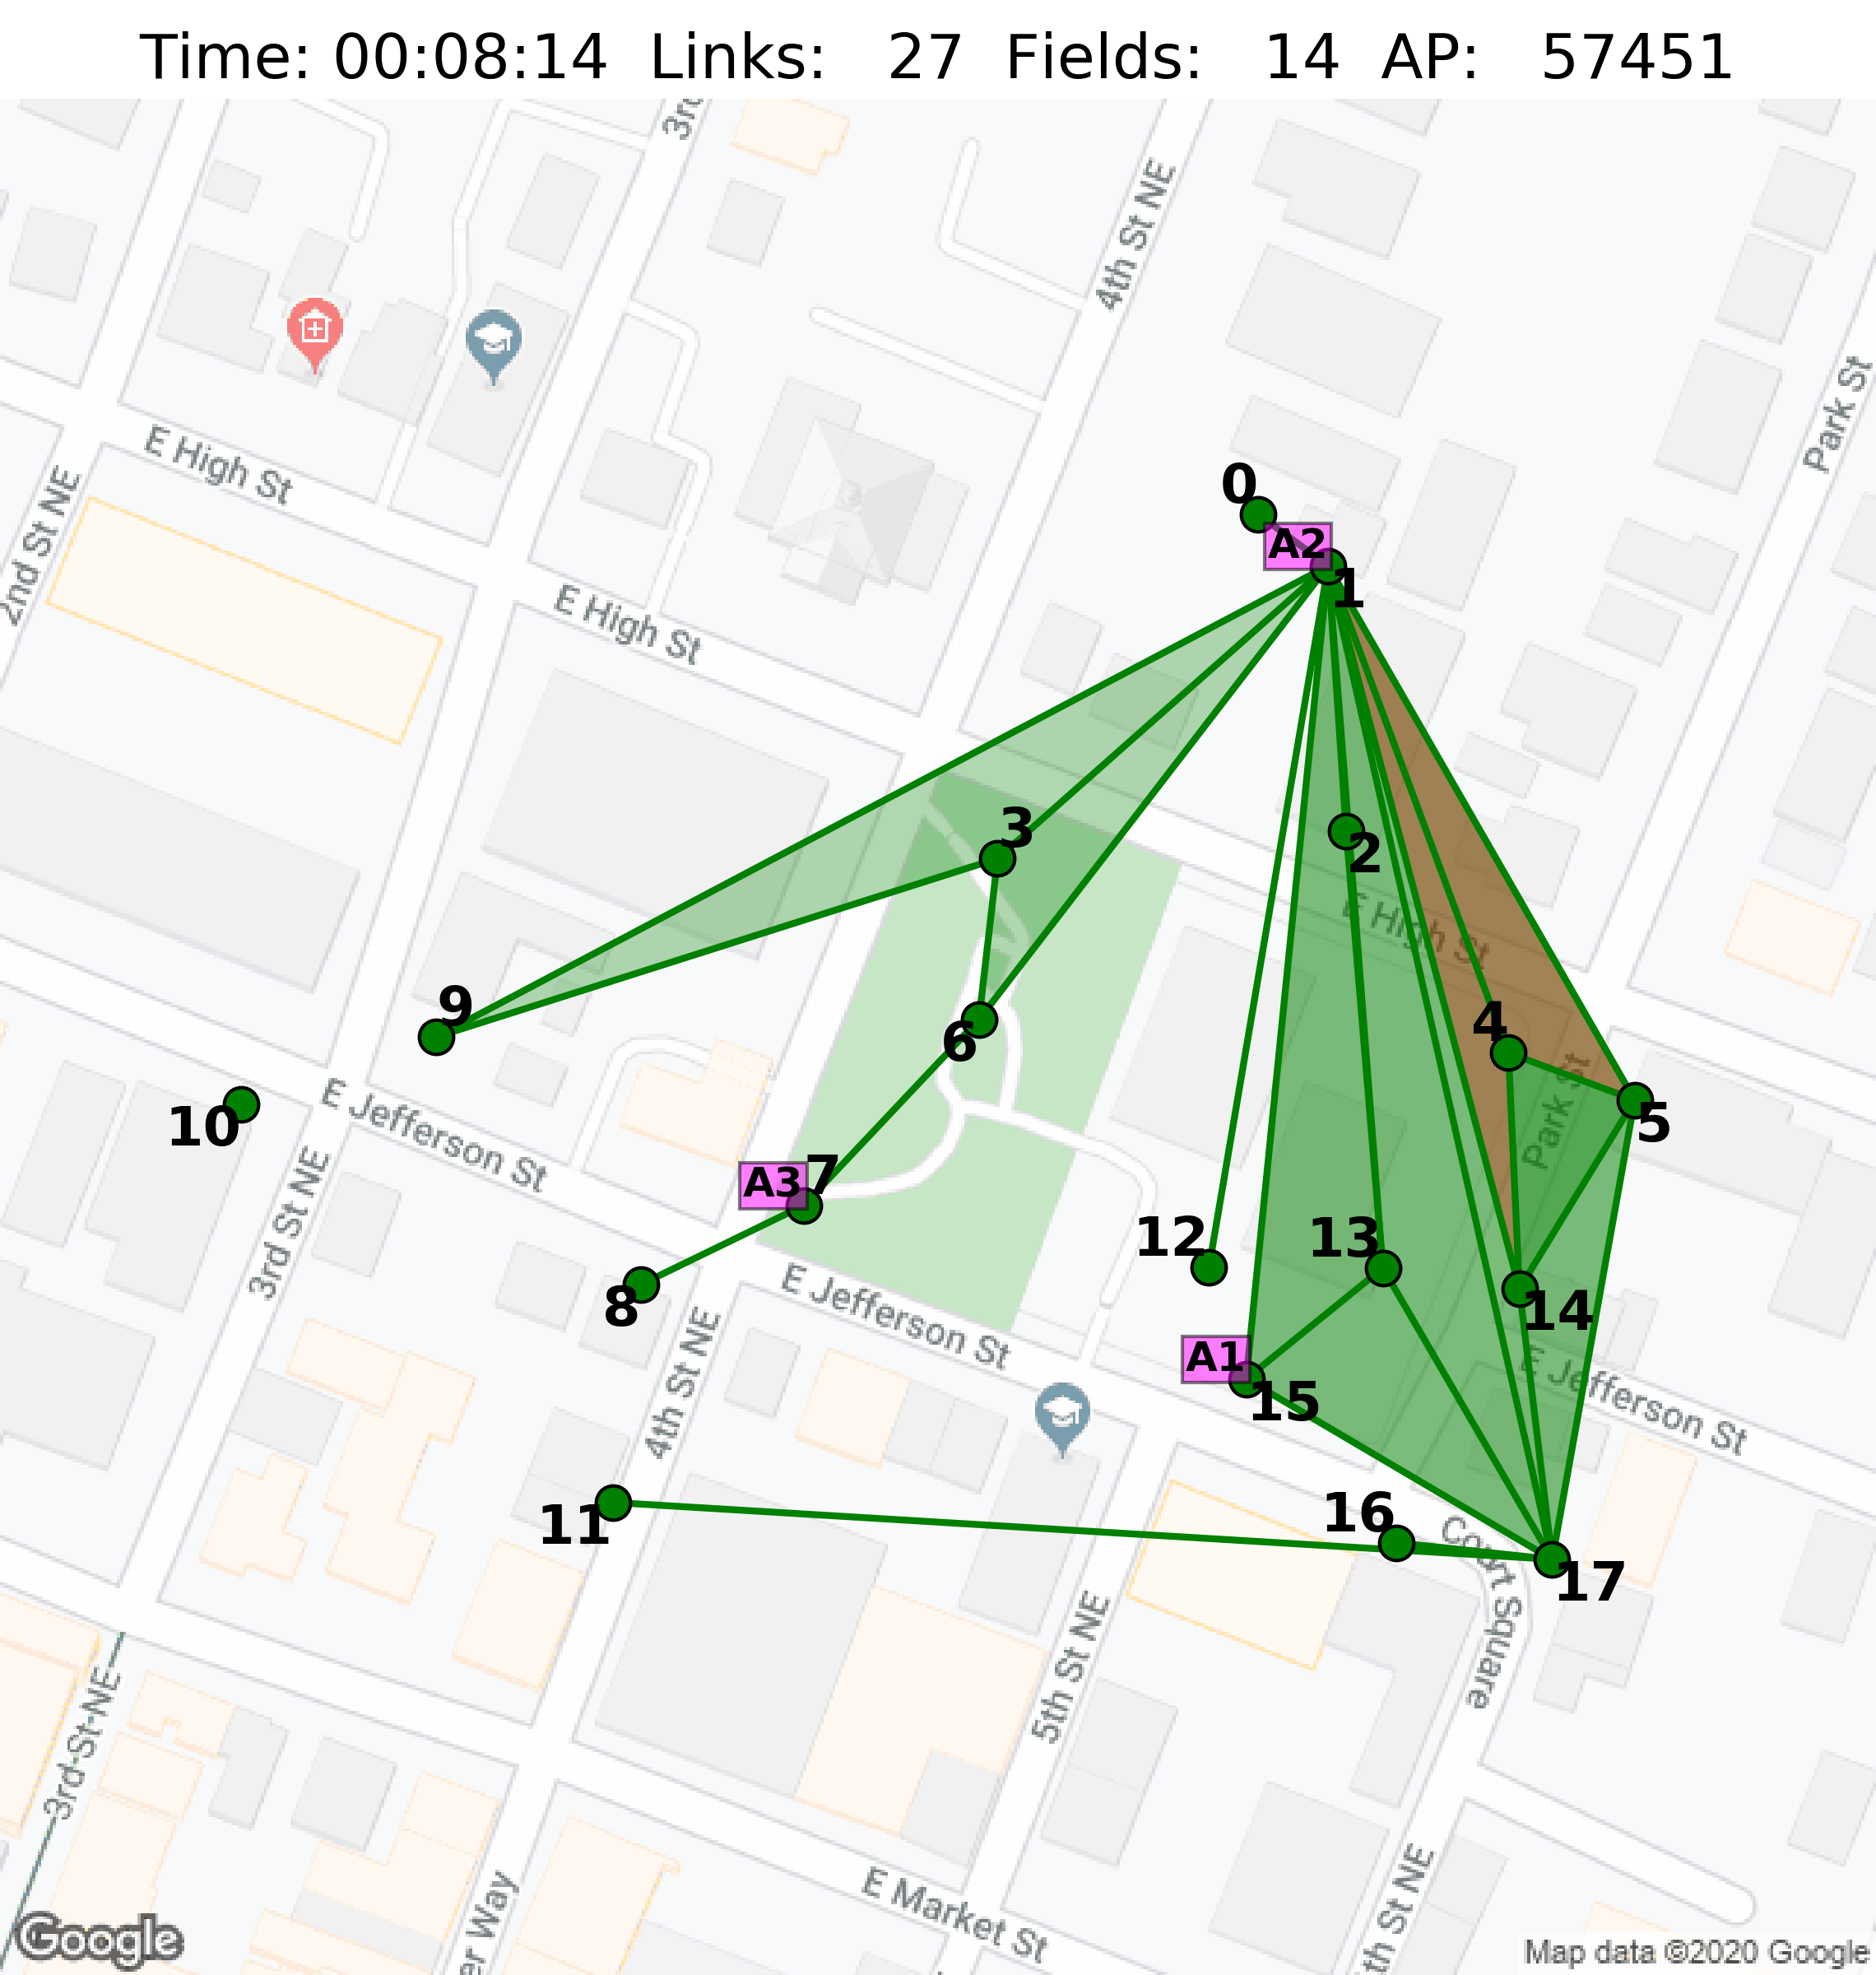 Time: 00:08:14 Links: 27 Fields: 14 AP: 57451
3rd
4th St NE
Park St
E High St
2nd St NE
0
A2
1
E High St
3
2
E High St
9
6
4
5
10
E Jefferson St
Park St
A3
7
3rd St NE
12
13
8
E Jefferson St
14
4th St NE
A1
15
E Jefferson St
11
16
17
Court Square
5th St NE
3rd St NE
E Market St
er Way
th St NE
Google
Map data ©2020 Google